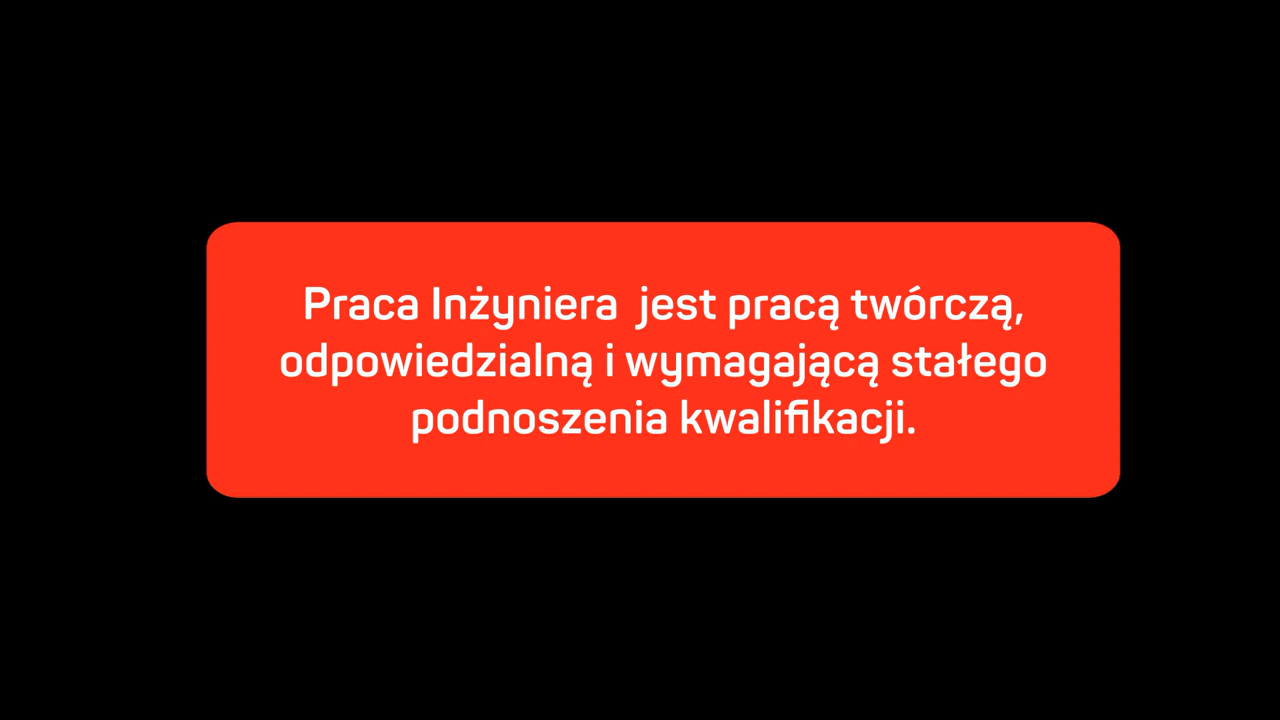 Praca Inżyniera  jest pracą twórczą,
odpowiedzialną i wymagającą stałego
podnoszenia kwalifikacji.